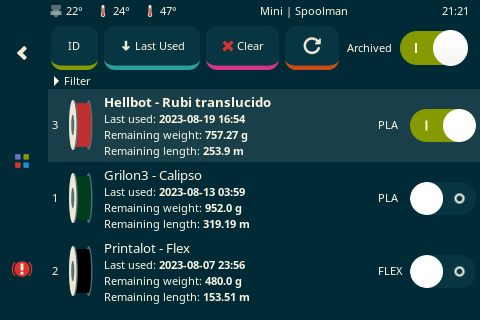 22° 24° 47° Mini | Spoolman 21:21
ID Last Used Clear Archived
Filter
Hellbot - Rubi translucido
Last used: 2023-08-19 16:54
3 Remaining weight: 757.27 g PLA
Remaining length: 253.9 m
Grilon3 - Calipso
Last used: 2023-08-13 03:59
1 Remaining weight: 952.0 g PLA
Remaining length: 319.19 m
Printalot - Flex
Last used: 2023-08-07 23:56
2 Remaining weight: 480.0 g FLEX
Remaining length: 153.51 m